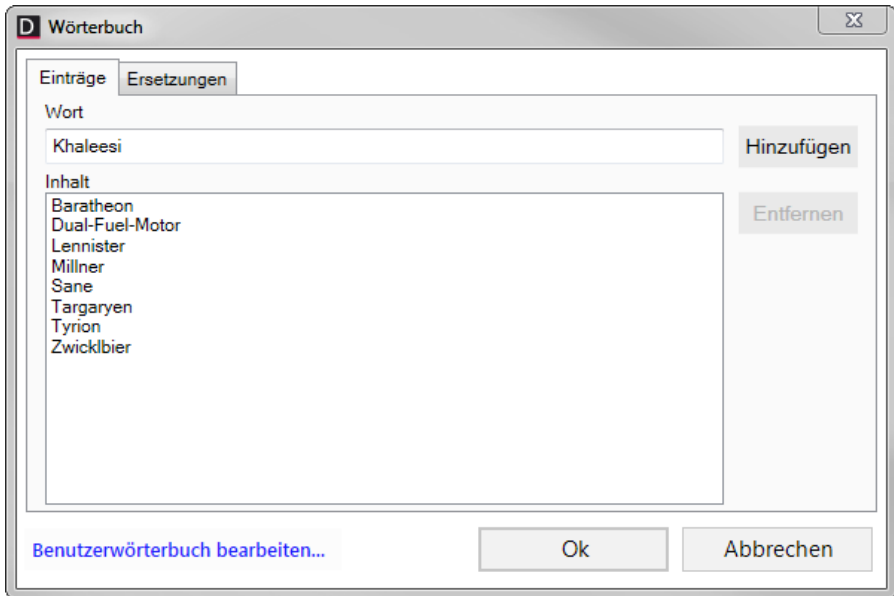 D Wörterbuch
Einträge Ersetzungen
Wort
Khaleesi
Hinzufügen
Inhalt
Baratheon
Dual-Fuel-Motor
Lennister
Millner
Sane
Targaryen
Tyrion
Zwicklbier
Entfernen
Benutzerwörterbuch bearbeiten...
Ok
Abbrechen